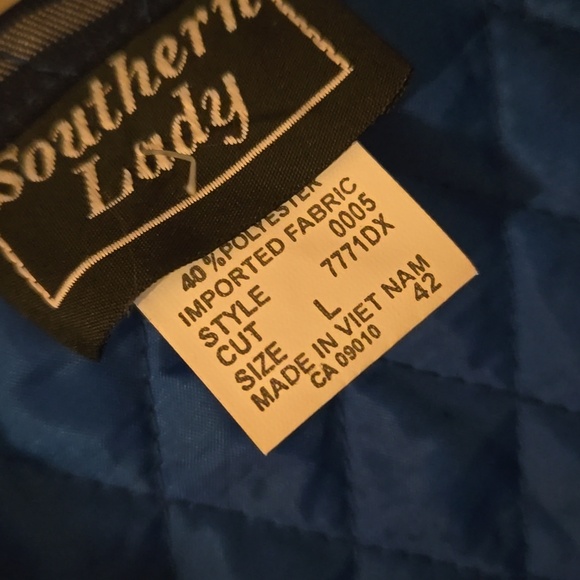 Southern
Lady
40 %POLYESTER
IMPORTED FABRIC
STYLE 0005
CUT 7771DX
SIZE L
MADE IN VIET NAM
CA 09010 42